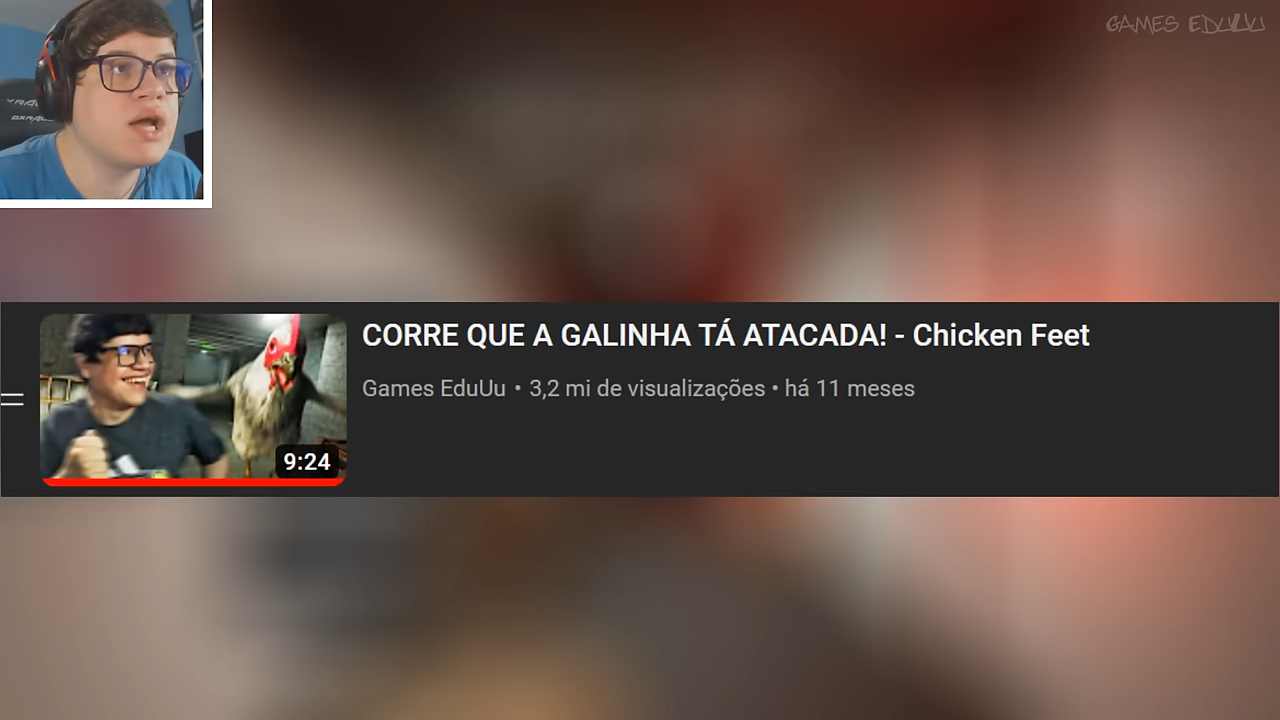 GAMES EDUUU
CORRE QUE A GALINHA TÁ ATACADA! - Chicken Feet
Games EduUu • 3,2 mi de visualizações • há 11 meses
9:24